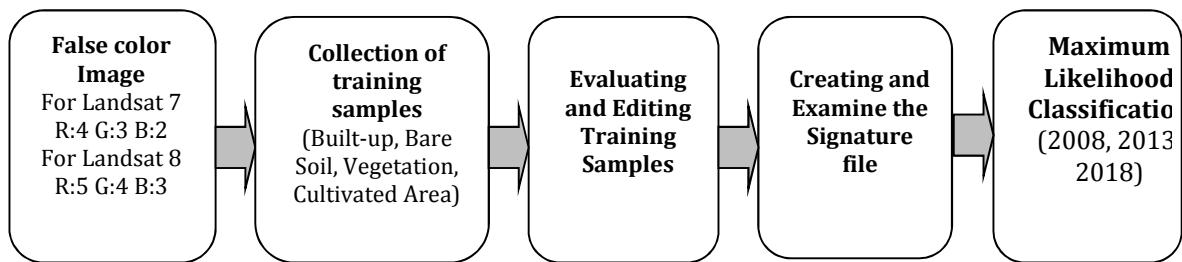 False color
Image
For Landsat 7
R:4 G:3 B:2
For Landsat 8
R:5 G:4 B:3
Collection of
training
samples
(Built-up, Bare
Soil, Vegetation,
Cultivated Area)
Evaluating
and Editing
Training
Samples
Creating and
Examine the
Signature
file
Maximum
Likelihood
Classification
(2008, 2013
2018)